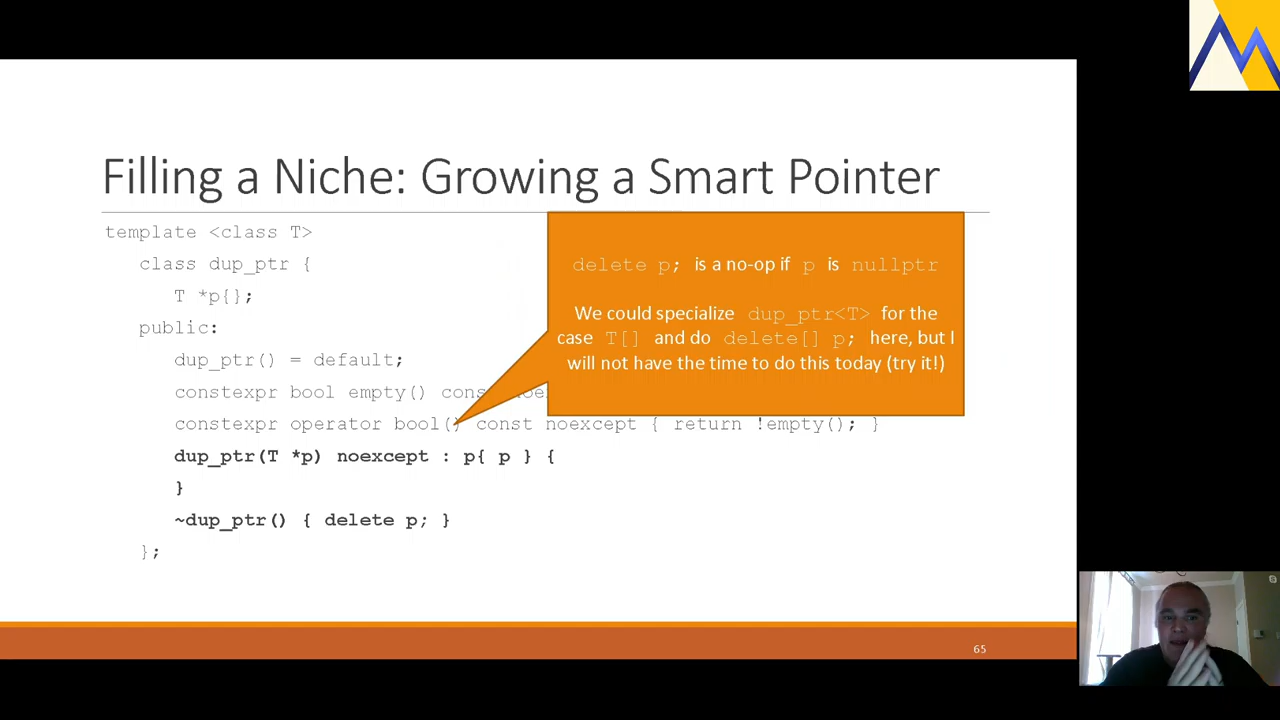 Filling a Niche: Growing a Smart Pointer
template <class T>
class dup_ptr {
T *p{};
public:
dup_ptr() = default;
constexpr bool empty() cons noe
constexpr operator bool() const noexcept { return !empty(); }
dup_ptr(T *p) noexcept : p{ p } {
}
~dup_ptr() { delete p; }
};
delete p; is a no-op if p is nullptr
We could specialize dup_ptr<T> for the
case T[] and do delete[] p; here, but I
will not have the time to do this today (try it!)
65